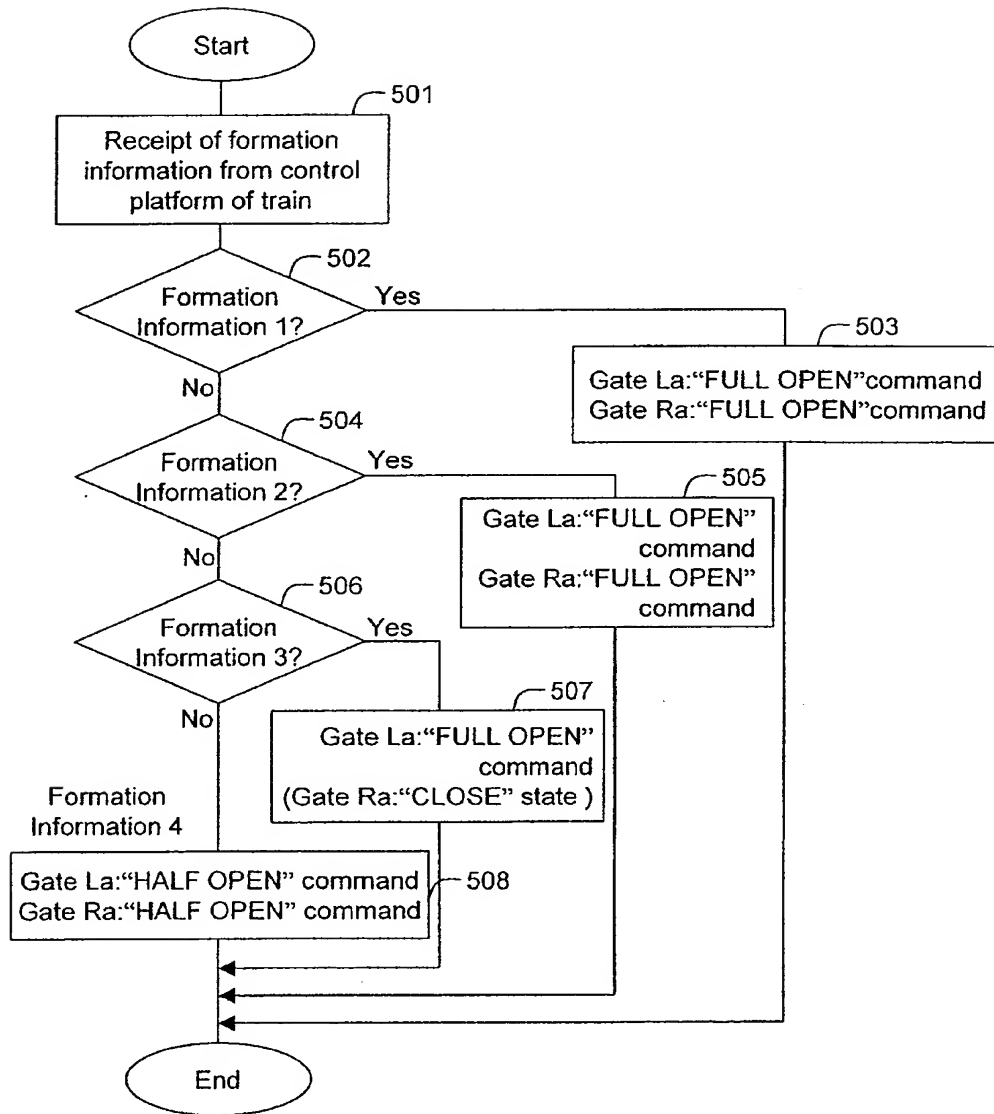 Start
501
Receipt of formation
information from control
platform of train
502
Formation
Information 1?
Yes
No
503
Gate La:“FULL OPEN”command
Gate Ra:“FULL OPEN”command
504
Formation
Information 2?
Yes
No
505
Gate La:“FULL OPEN”
command
Gate Ra:“FULL OPEN”
command
506
Formation
Information 3?
Yes
No
507
Gate La:“FULL OPEN”
command
(Gate Ra:“CLOSE” state )
Formation
Information 4
Gate La:“HALF OPEN” command
Gate Ra:“HALF OPEN” command
508
End